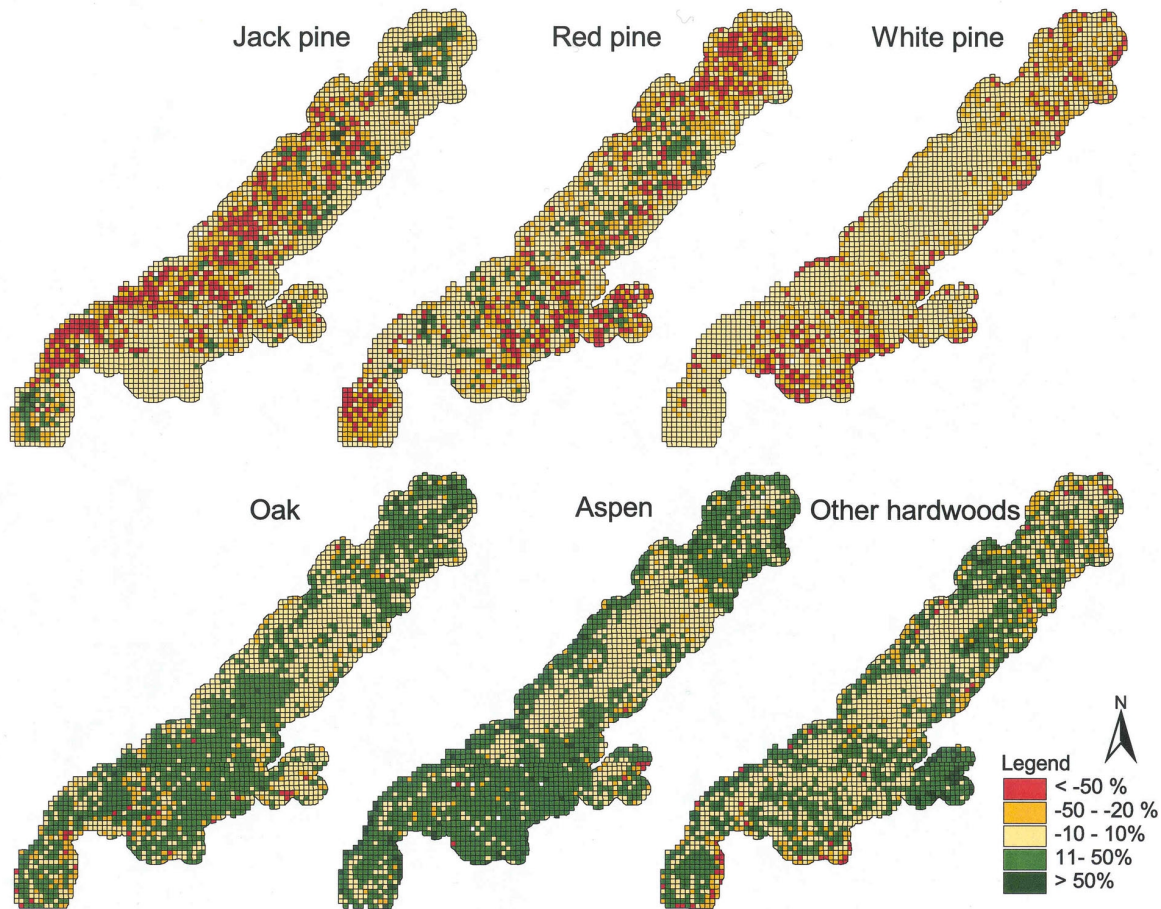 Jack pine
Red pine
White pine
Oak
Aspen
Other hardwoods
N
Legend
< -50 %
-50 - -20 %
-10 - 10%
11- 50%
> 50%